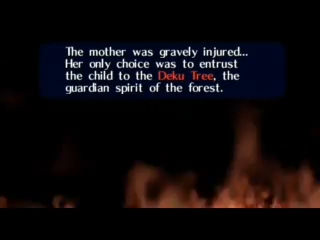 The mother was gravely injured...
Her only choice was to entrust
the child to the Deku Tree, the
guardian spirit of the forest.